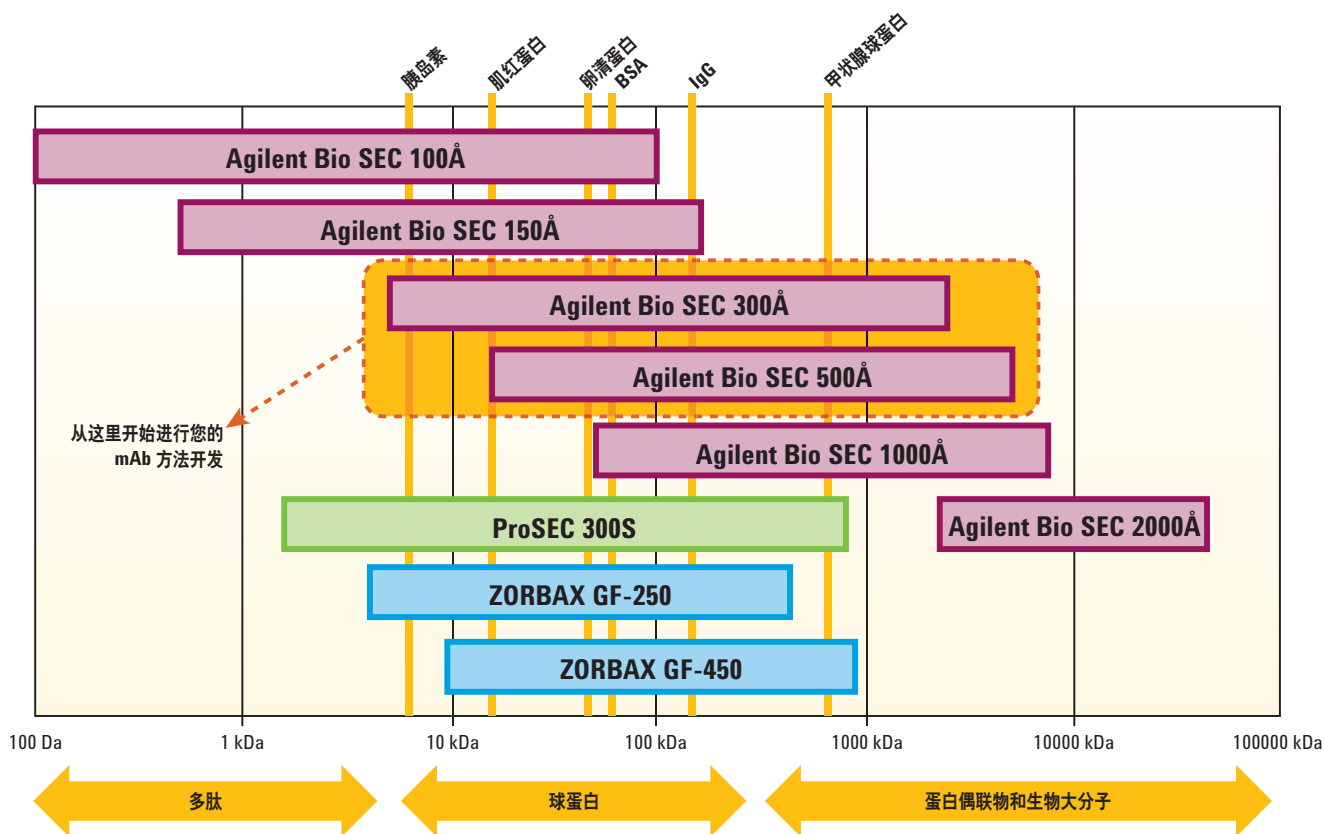 胰岛素
肌红蛋白
卵清蛋白
BSA
IgG
甲状腺球蛋白
Agilent Bio SEC 100Å
Agilent Bio SEC 150Å
Agilent Bio SEC 300Å
Agilent Bio SEC 500Å
从这里开始进行您的
mAb 方法开发
Agilent Bio SEC 1000Å
ProSEC 300S
Agilent Bio SEC 2000Å
ZORBAX GF-250
ZORBAX GF-450
100 Da
1 kDa
10 kDa
100 kDa
1000 kDa
10000 kDa
100000 kDa
多肽
球蛋白
蛋白偶联物和生物大分子